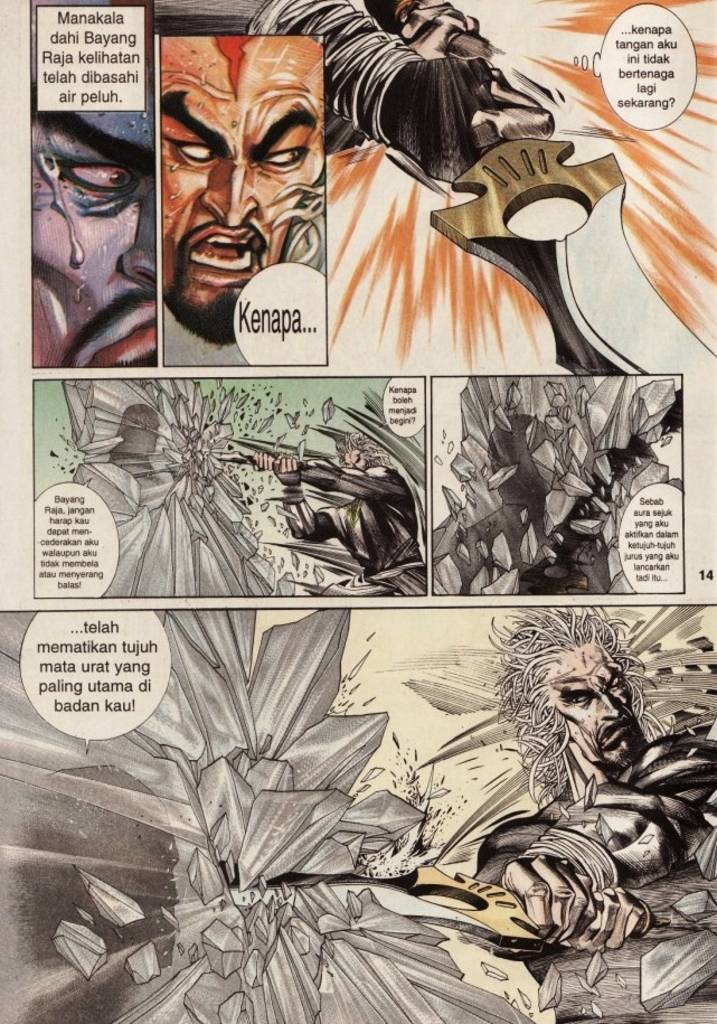 Manakala
dahi Bayang
Raja kelihatan
telah dibasahi
air peluh.
Kenapa...
...kenapa
tangan aku
ini tidak
bertenaga
lagi
sekarang?
Kenapa
boleh
menjadi
begini?
Bayang
Raja, jangan
harap kau
dapat men-
cederakan aku
walaupun aku
tidak membela
atau menyerang
balas!
Sebab
aura sejuk
yang aku
aktifkan dalam
ketujuh-tujuh
jurus yang aku
lancarkan
tadi itu...
14
...telah
mematikan tujuh
mata urat yang
paling utama di
badan kau!